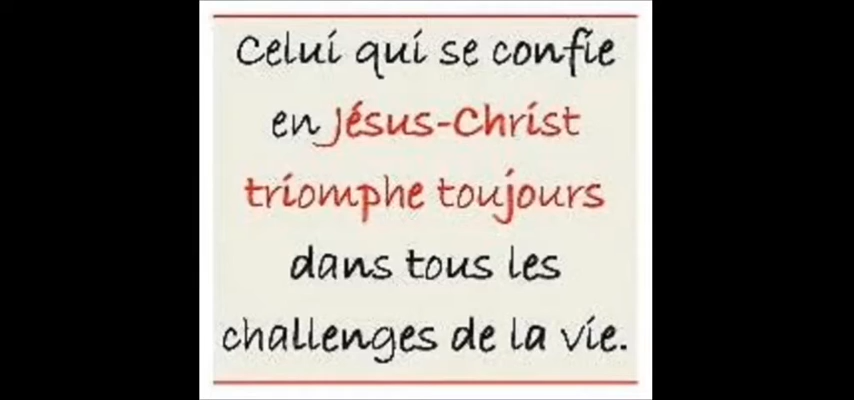 Celui qui se confie
en Jésus-Christ
triomphe toujours
dans tous les
challenges de la vie.